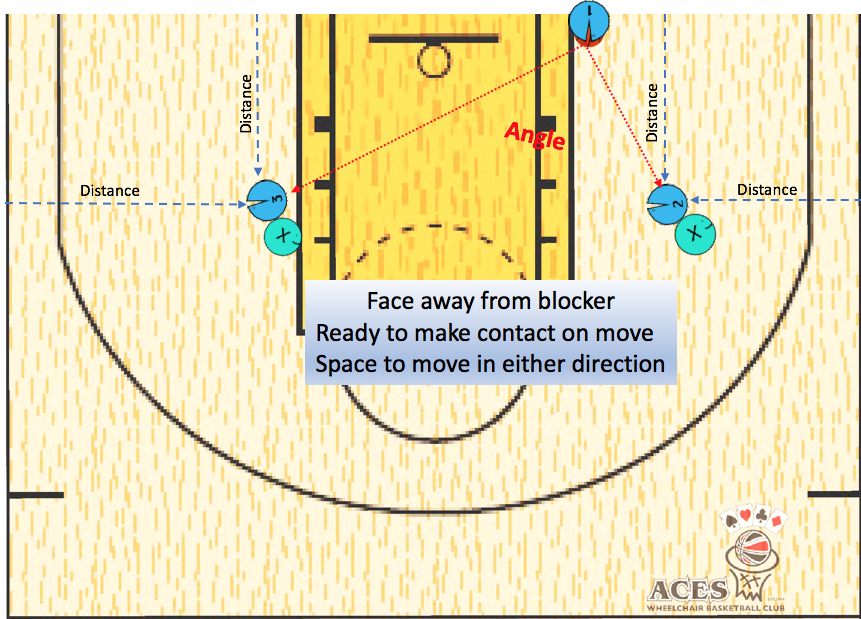 1
Distance
Distance
Angle
Distance
Distance
3
2
X
X
Face away from blocker
Ready to make contact on move
Space to move in either direction
ACES
WHEELCHAIR BASKETBALL CLUB